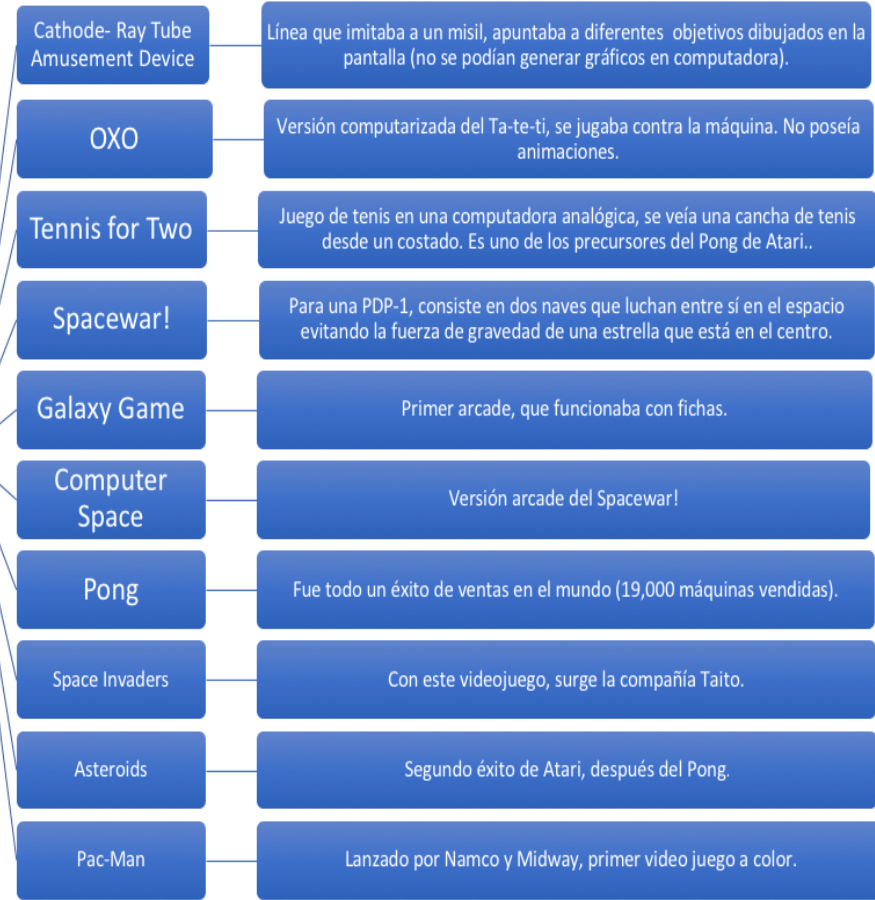 Cathode- Ray Tube
Amusement Device
Línea que imitaba a un misil, apuntaba a diferentes objetivos dibujados en la
pantalla (no se podían generar gráficos en computadora).
OXO
Versión computarizada del Ta-te-ti, se jugaba contra la máquina. No poseía
animaciones.
Tennis for Two
Juego de tenis en una computadora analógica, se veía una cancha de tenis
desde un costado. Es uno de los precursores del Pong de Atari..
Spacewar!
Para una PDP-1, consiste en dos naves que luchan entre sí en el espacio
evitando la fuerza de gravedad de una estrella que está en el centro.
Galaxy Game
Primer arcade, que funcionaba con fichas.
Computer
Space
Versión arcade del Spacewar!
Pong
Fue todo un éxito de ventas en el mundo (19,000 máquinas vendidas).
Space Invaders
Con este videojuego, surge la compañía Taito.
Asteroids
Segundo éxito de Atari, después del Pong.
Pac-Man
Lanzado por Namco y Midway, primer video juego a color.